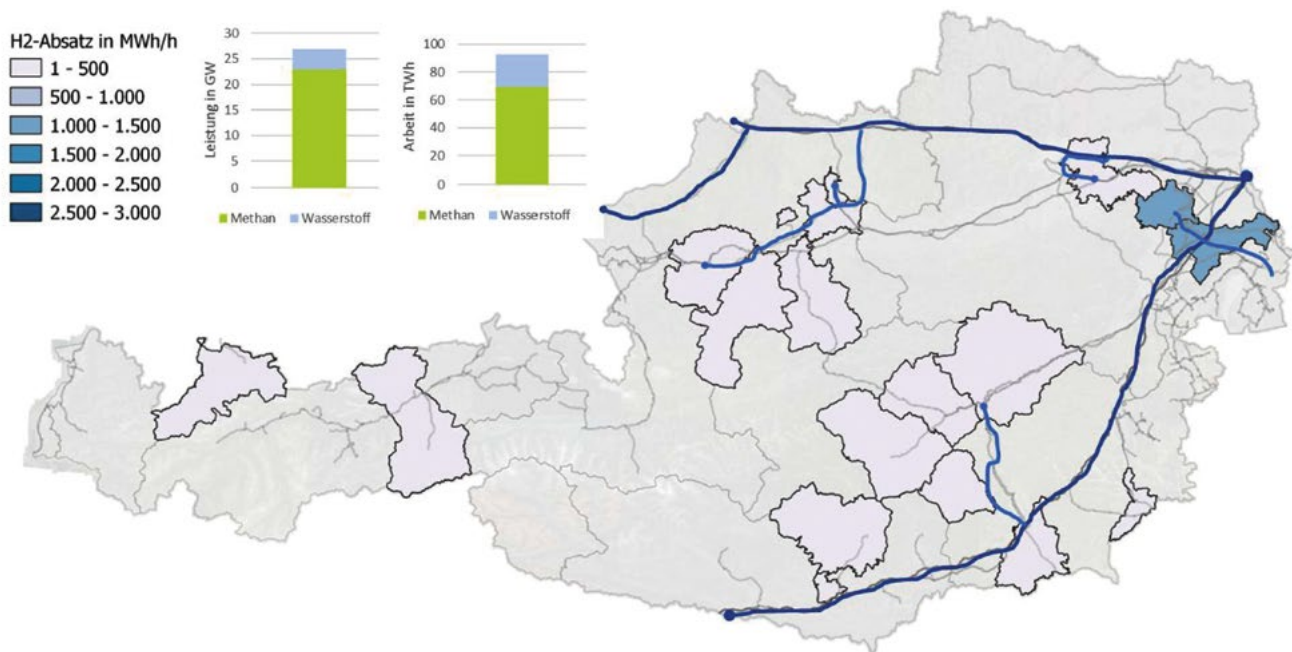 H2-Absatz in MWh/h
1 - 500
500 - 1.000
1.000 - 1.500
1.500 - 2.000
2.000 - 2.500
2.500 - 3.000
Leistung in GW
30
25
20
15
10
5
0
Methan Wasserstoff
Arbeit in TWh
100
80
60
40
20
0
Methan Wasserstoff